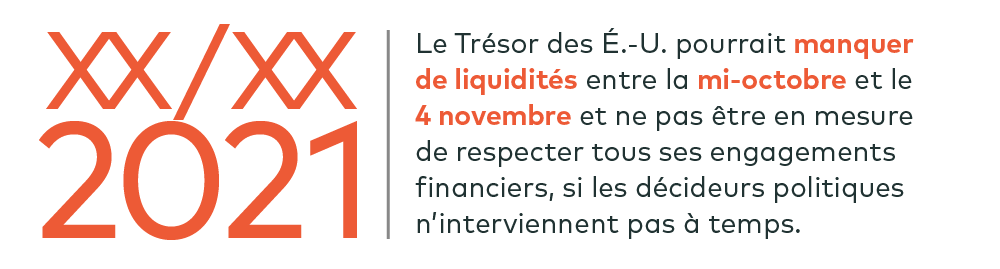 XX/XX
2021
Le Trésor des É.-U. pourrait manquer
de liquidités entre la mi-octobre et le
4 novembre et ne pas être en mesure
de respecter tous ses engagements
financiers, si les décideurs politiques
n’interviennent pas à temps.